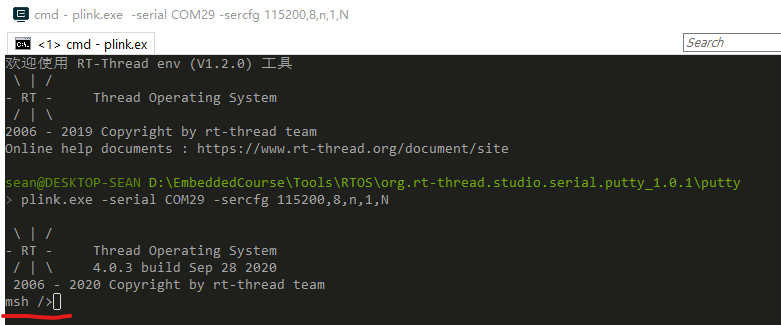 cmd - plink.exe -serial COM29 -sercfg 115200,8,n,1,N
<1> cmd - plink.ex
Search
欢迎使用 RT-Thread env (V1.2.0) 工具
 \ | /
- RT -     Thread Operating System
 / | \
2006 - 2019 Copyright by rt-thread team
Online help documents : https://www.rt-thread.org/document/site
sean@DESKTOP-SEAN D:\EmbeddedCourse\Tools\RTOS\org.rt-thread.studio.serial.putty_1.0.1\putty
> plink.exe -serial COM29 -sercfg 115200,8,n,1,N
 \ | /
- RT -     Thread Operating System
 / | \     4.0.3 build Sep 28 2020
 2006 - 2020 Copyright by rt-thread team
msh />